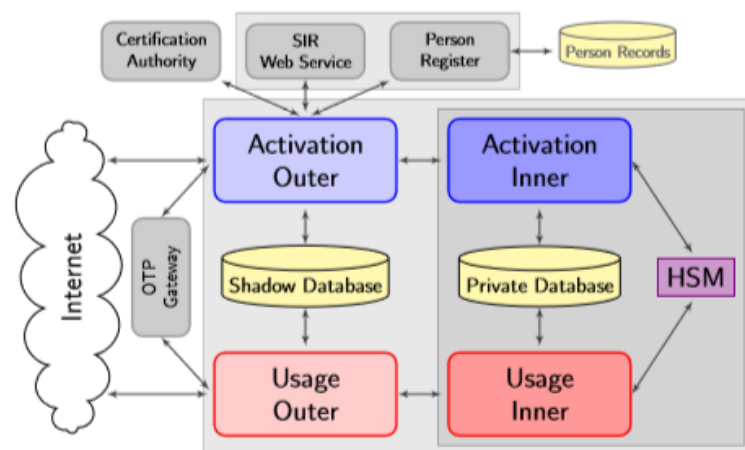 Certification
Authority
SIR
Web Service
Person
Register
Person Records
Activation
Outer
Activation
Inner
Internet
OTP
Gateway
Shadow Database
Private Database
HSM
Usage
Outer
Usage
Inner